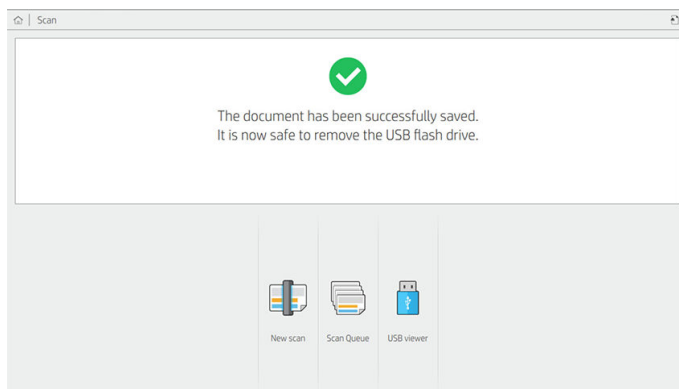 Scan
The document has been successfully saved.
It is now safe to remove the USB flash drive.
New scan
Scan Queue
USB viewer